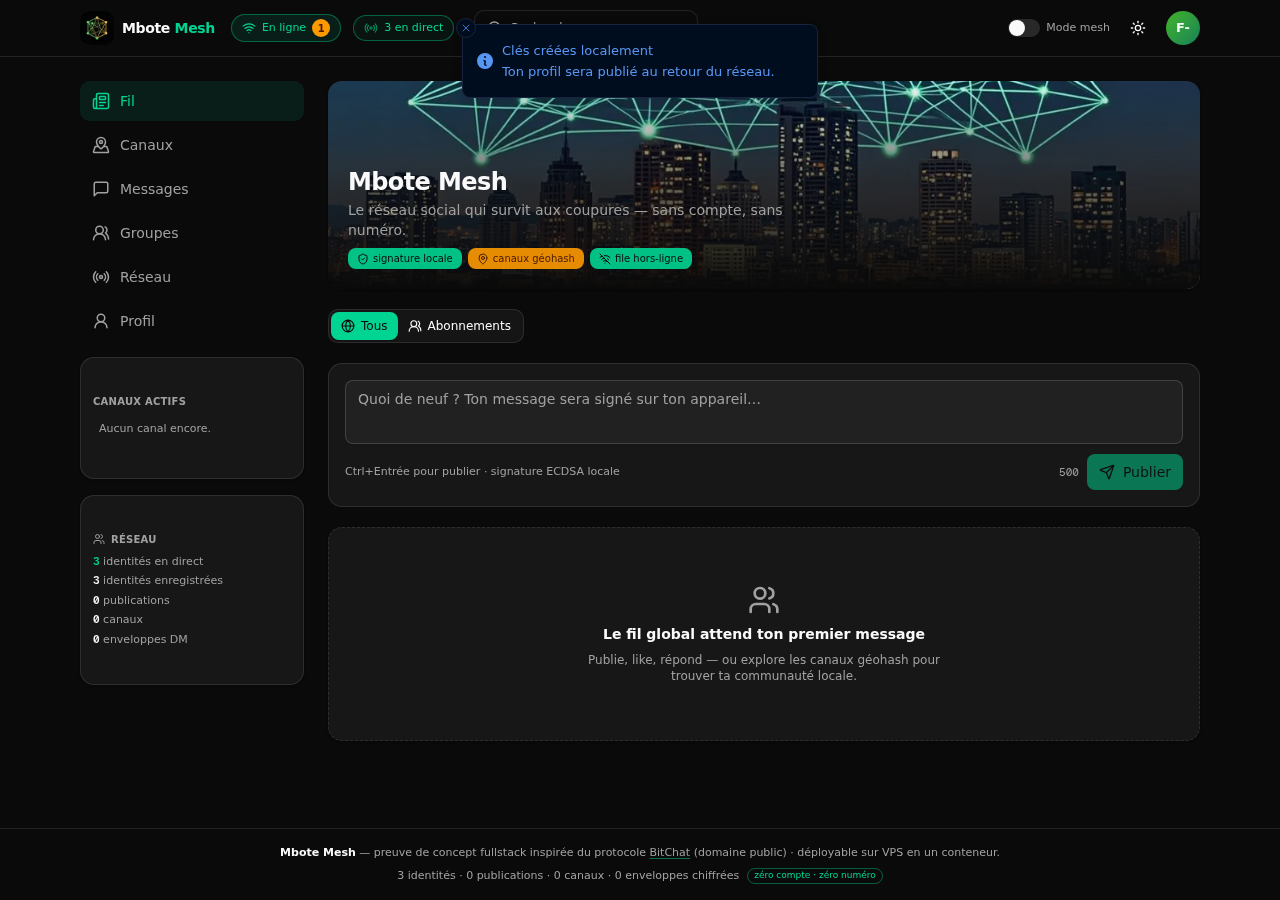 Mbote Mesh
En ligne 1
3 en direct
Clés créées localement
Ton profil sera publié au retour du réseau.
Mode mesh
F-
Fil
Canaux
Messages
Groupes
Réseau
Profil
CANAUX ACTIFS
Aucun canal encore.
RÉSEAU
3 identités en direct
3 identités enregistrées
0 publications
0 canaux
0 enveloppes DM
Mbote Mesh
Le réseau social qui survit aux coupures — sans compte, sans
numéro.
signature locale
canaux géohash
file hors-ligne
Tous
Abonnements
Quoi de neuf ? Ton message sera signé sur ton appareil…
Ctrl+Entrée pour publier · signature ECDSA locale
500
Publier
Le fil global attend ton premier message
Publie, like, répond — ou explore les canaux géohash pour
trouver ta communauté locale.
Mbote Mesh — preuve de concept fullstack inspirée du protocole BitChat (domaine public) · déployable sur VPS en un conteneur.
3 identités · 0 publications · 0 canaux · 0 enveloppes chiffrées zéro compte · zéro numéro